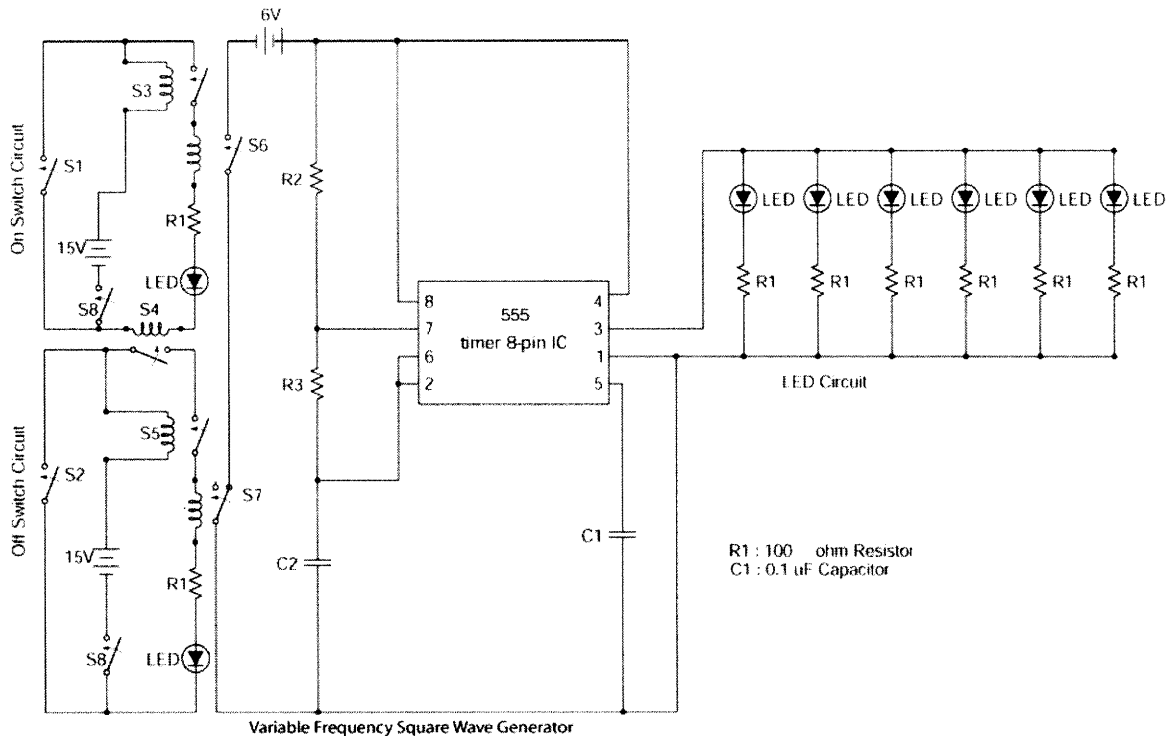 6V
On Switch Circuit
S3
S1
S6
R1
15V
LED
S8
S4
R2
R3
8
7
6
2
555
timer 8-pin IC
4
3
1
5
LED
LED
LED
LED
LED
LED
R1
R1
R1
R1
R1
R1
LED Circuit
Off Switch Circuit
S5
S2
S7
15V
R1
S8
LED
C2
C1
R1 : 100 ohm Resistor
C1 : 0.1 uF Capacitor
Variable Frequency Square Wave Generator